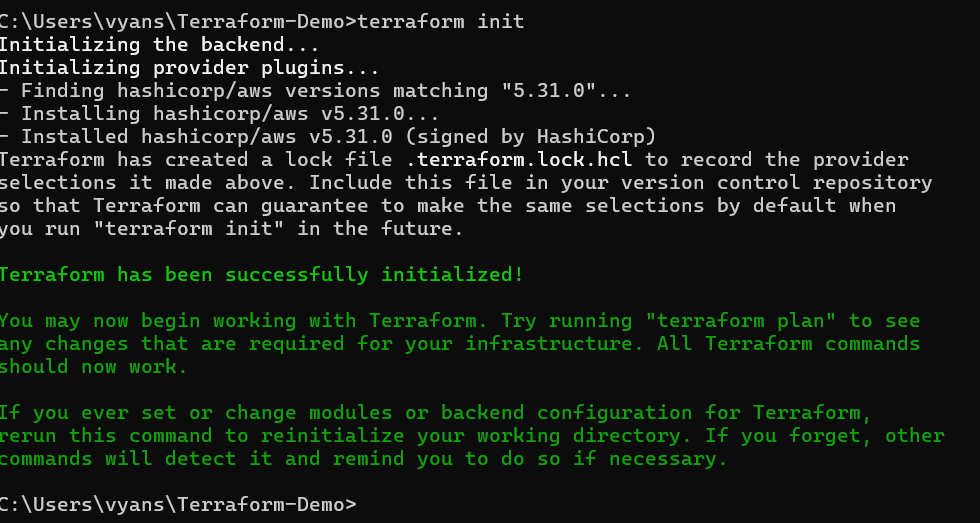 C:\Users\vyans\Terraform-Demo>terraform init
Initializing the backend...
Initializing provider plugins...
- Finding hashicorp/aws versions matching "5.31.0"...
- Installing hashicorp/aws v5.31.0...
- Installed hashicorp/aws v5.31.0 (signed by HashiCorp)
Terraform has created a lock file .terraform.lock.hcl to record the provider
selections it made above. Include this file in your version control repository
so that Terraform can guarantee to make the same selections by default when
you run "terraform init" in the future.
Terraform has been successfully initialized!
You may now begin working with Terraform. Try running "terraform plan" to see
any changes that are required for your infrastructure. All Terraform commands
should now work.
If you ever set or change modules or backend configuration for Terraform,
rerun this command to reinitialize your working directory. If you forget, other
commands will detect it and remind you to do so if necessary.
C:\Users\vyans\Terraform-Demo>